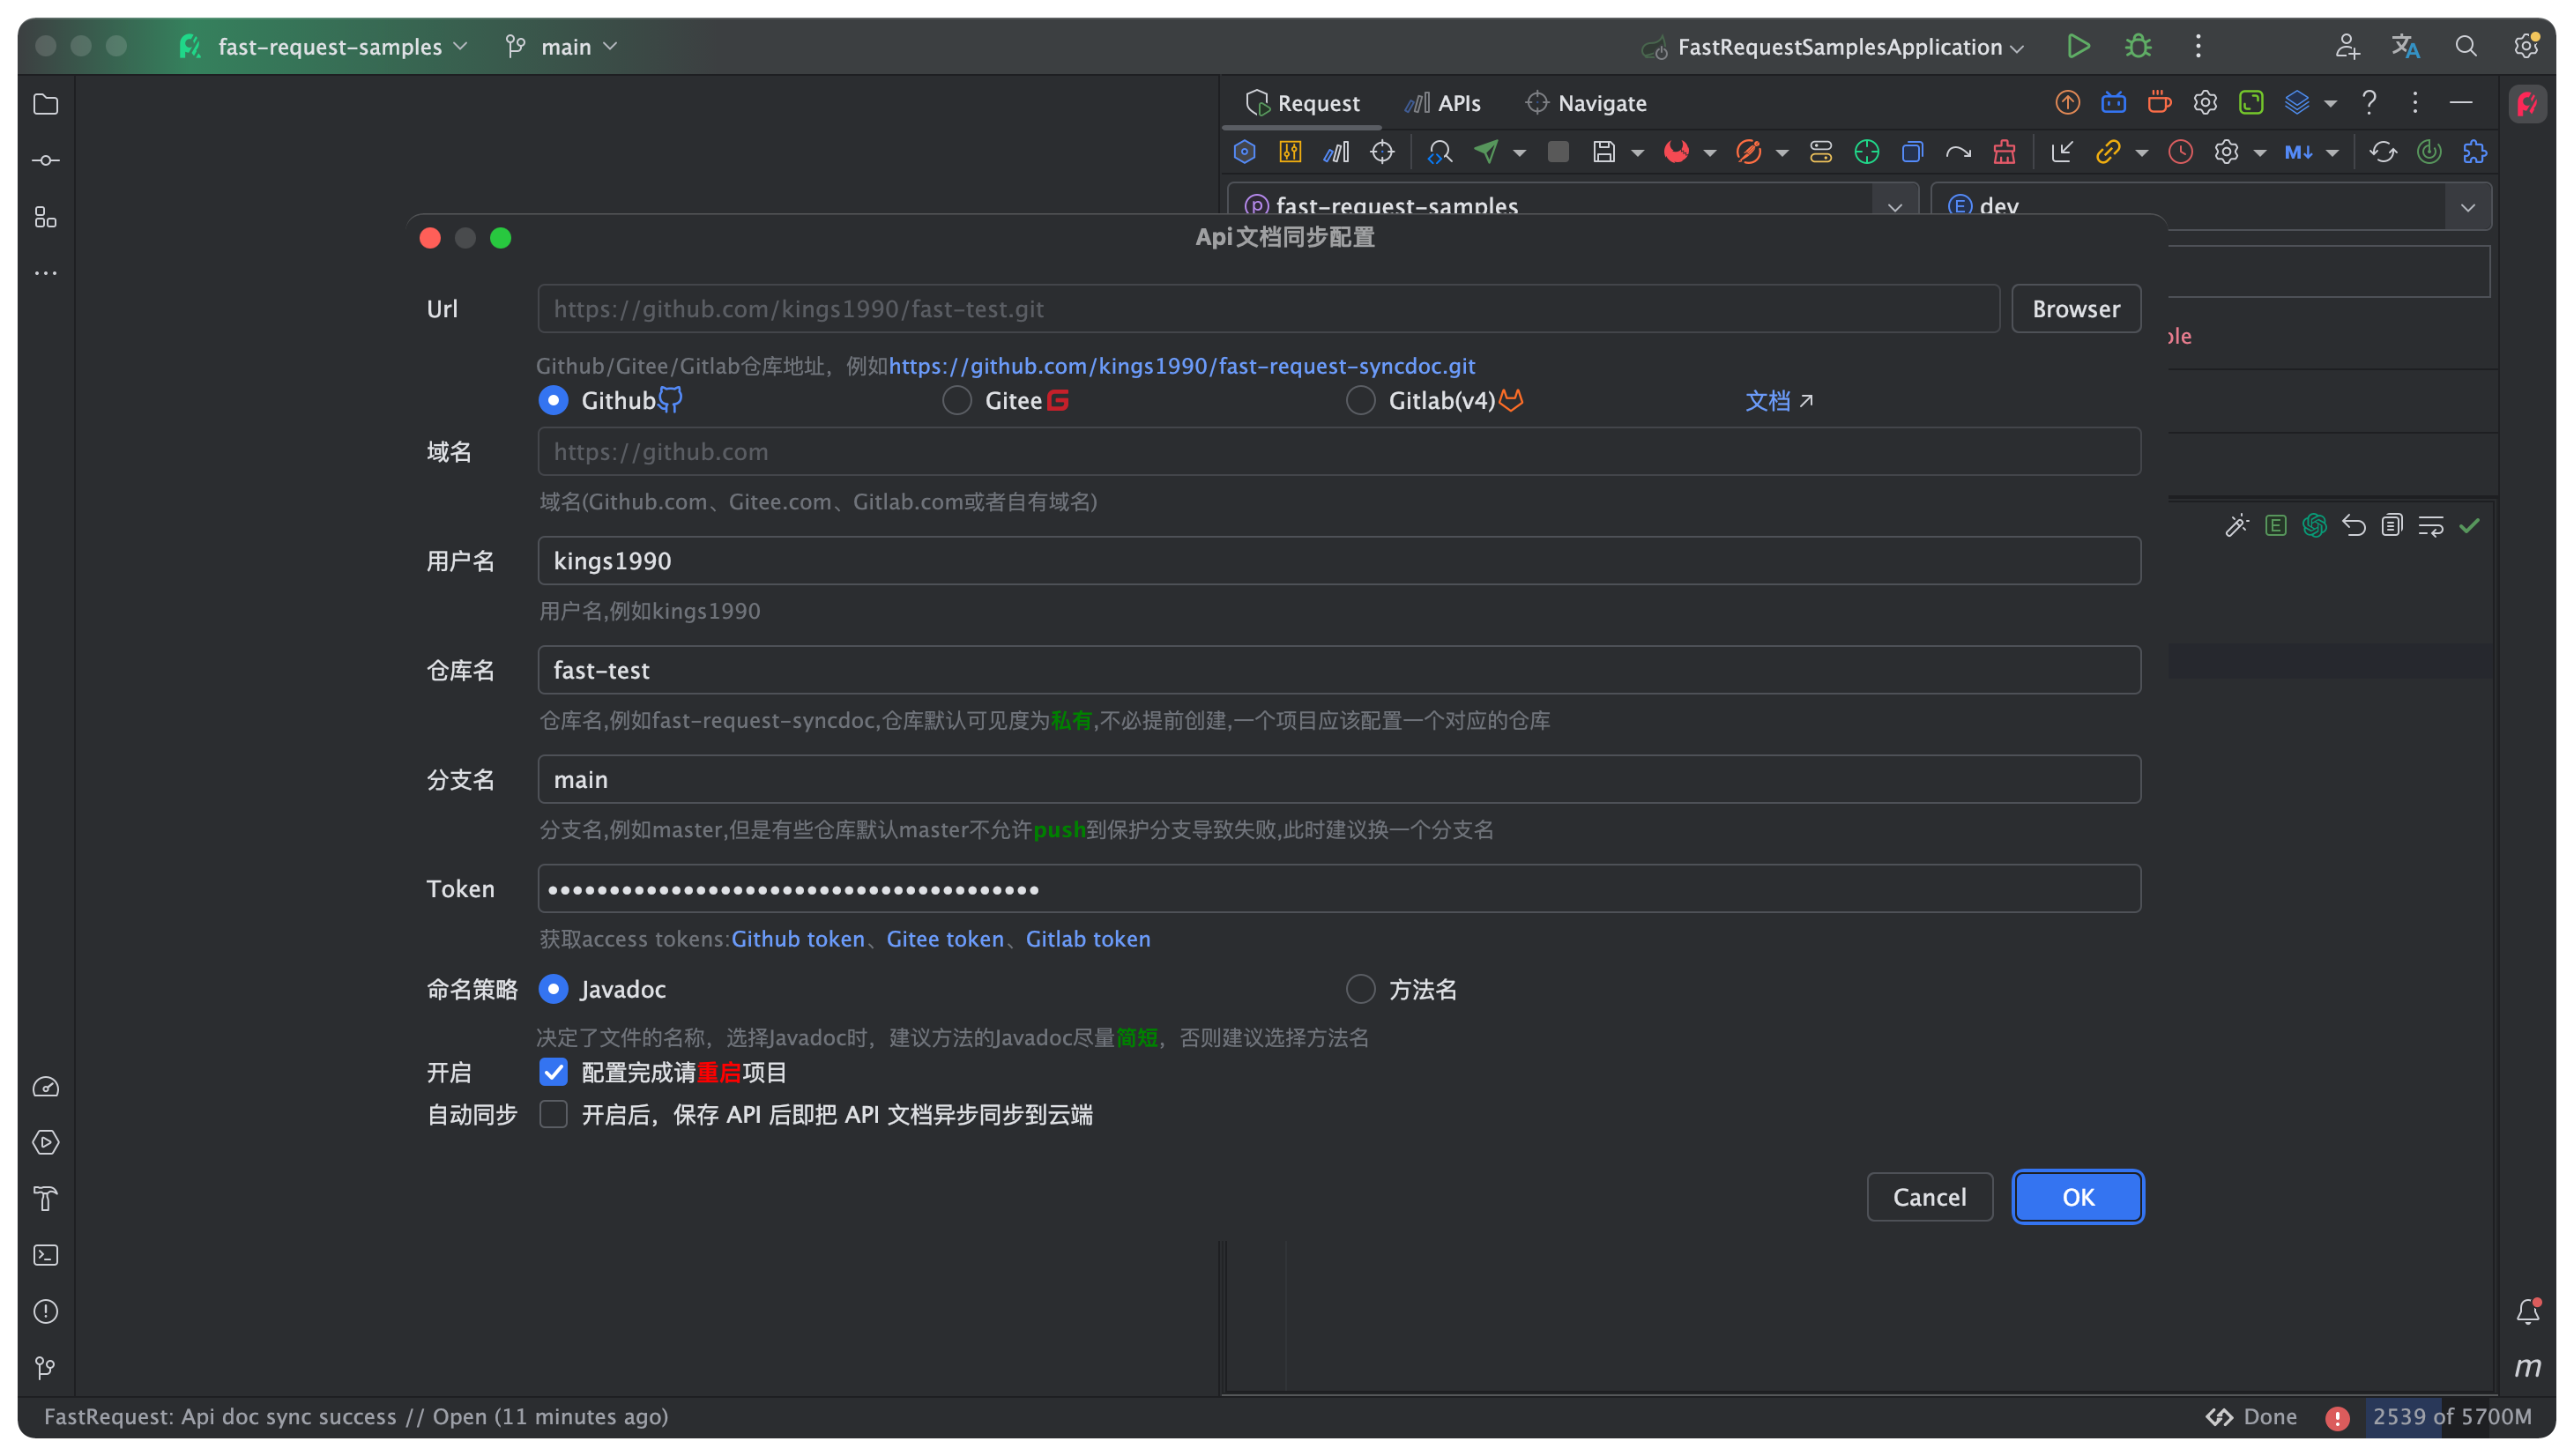 fast-request-samples main FastRequestSamplesApplication
Request APIs Navigate
fast-request-samples dev
Api文档同步配置
Url https://github.com/kings1990/fast-test.git Browser
Github/Gitee/Gitlab仓库地址，例如https://github.com/kings1990/fast-request-syncdoc.git
Github Gitee Gitlab(v4) 文档
域名 https://github.com
域名(Github.com、Gitee.com、Gitlab.com或者自有域名)
用户名 kings1990
用户名,例如kings1990
仓库名 fast-test
仓库名,例如fast-request-syncdoc,仓库默认可见度为私有,不必提前创建,一个项目应该配置一个对应的仓库
分支名 main
分支名,例如master,但是有些仓库默认master不允许push到保护分支导致失败,此时建议换一个分支名
Token
获取access tokens:Github token、Gitee token、Gitlab token
命名策略 Javadoc 方法名
决定了文件的名称，选择Javadoc时，建议方法的Javadoc尽量简短，否则建议选择方法名
开启 配置完成请重启项目
自动同步 开启后，保存 API 后即把 API 文档异步同步到云端
Cancel OK
FastRequest: Api doc sync success // Open (11 minutes ago) Done 2539 of 5700M